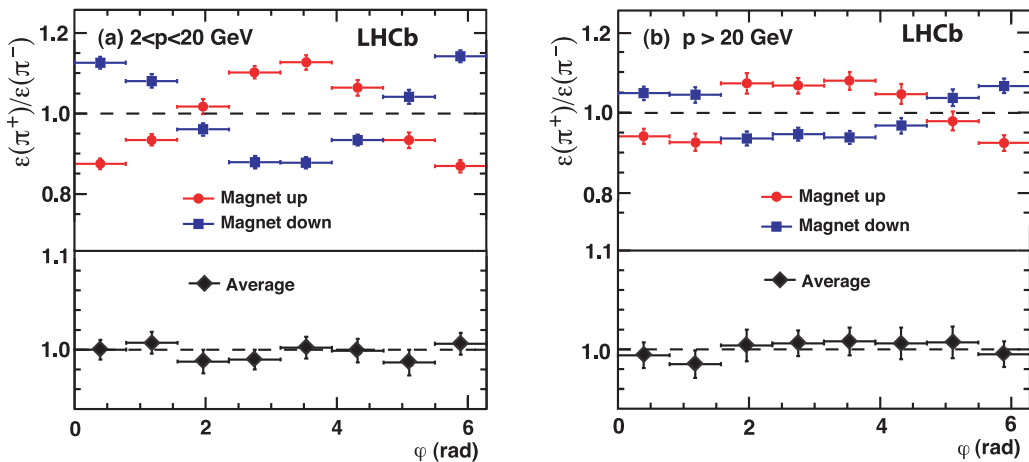 (a) 2<p<20 GeV LHCb
ε(π⁺)/ε(π⁻)
1.2
1.0
0.8
Magnet up
Magnet down
1.1
Average
1.0
0 2 4 6
φ (rad)
(b) p > 20 GeV LHCb
ε(π⁺)/ε(π⁻)
1.2
1.0
0.8
Magnet up
Magnet down
1.1
Average
1.0
0 2 4 6
φ (rad)